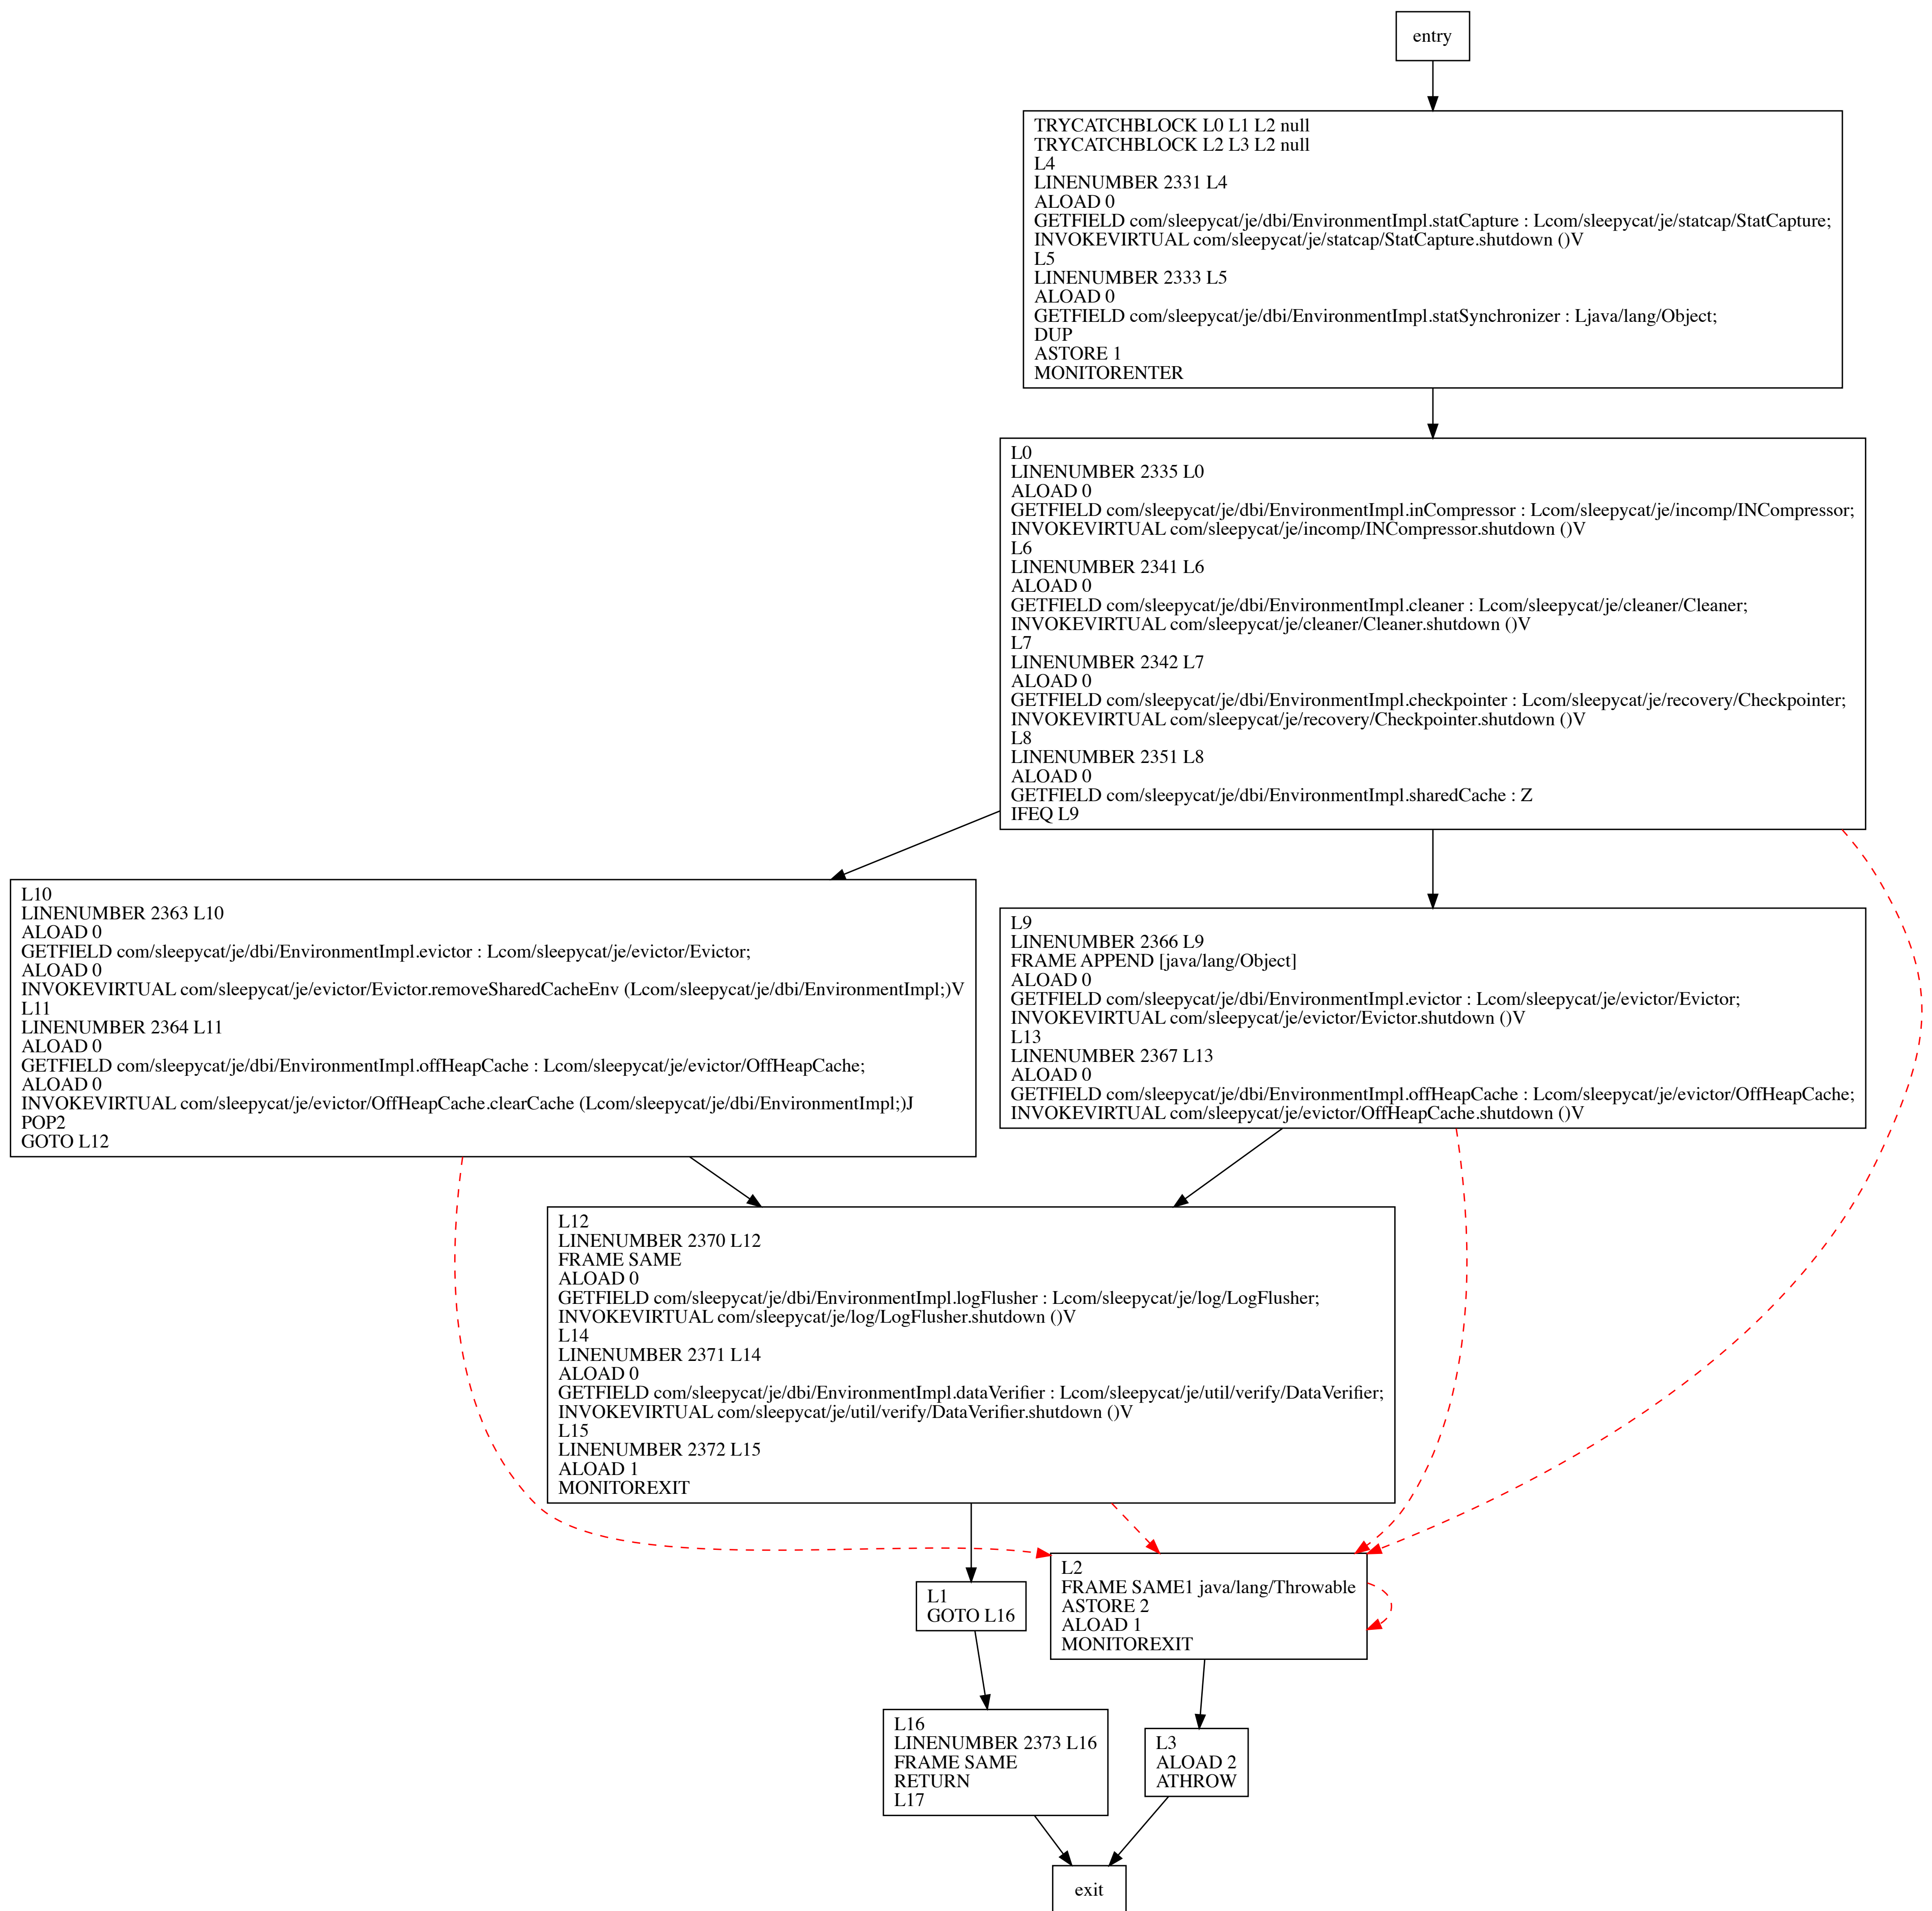 entry
TRYCATCHBLOCK L0 L1 L2 null
TRYCATCHBLOCK L2 L3 L2 null
L4
LINENUMBER 2331 L4
ALOAD 0
GETFIELD com/sleepycat/je/dbi/EnvironmentImpl.statCapture : Lcom/sleepycat/je/statcap/StatCapture;
INVOKEVIRTUAL com/sleepycat/je/statcap/StatCapture.shutdown ()V
L5
LINENUMBER 2333 L5
ALOAD 0
GETFIELD com/sleepycat/je/dbi/EnvironmentImpl.statSynchronizer : Ljava/lang/Object;
DUP
ASTORE 1
MONITORENTER
L0
LINENUMBER 2335 L0
ALOAD 0
GETFIELD com/sleepycat/je/dbi/EnvironmentImpl.inCompressor : Lcom/sleepycat/je/incomp/INCompressor;
INVOKEVIRTUAL com/sleepycat/je/incomp/INCompressor.shutdown ()V
L6
LINENUMBER 2341 L6
ALOAD 0
GETFIELD com/sleepycat/je/dbi/EnvironmentImpl.cleaner : Lcom/sleepycat/je/cleaner/Cleaner;
INVOKEVIRTUAL com/sleepycat/je/cleaner/Cleaner.shutdown ()V
L7
LINENUMBER 2342 L7
ALOAD 0
GETFIELD com/sleepycat/je/dbi/EnvironmentImpl.checkpointer : Lcom/sleepycat/je/recovery/Checkpointer;
INVOKEVIRTUAL com/sleepycat/je/recovery/Checkpointer.shutdown ()V
L8
LINENUMBER 2351 L8
ALOAD 0
GETFIELD com/sleepycat/je/dbi/EnvironmentImpl.sharedCache : Z
IFEQ L9
L10
LINENUMBER 2363 L10
ALOAD 0
GETFIELD com/sleepycat/je/dbi/EnvironmentImpl.evictor : Lcom/sleepycat/je/evictor/Evictor;
ALOAD 0
INVOKEVIRTUAL com/sleepycat/je/evictor/Evictor.removeSharedCacheEnv (Lcom/sleepycat/je/dbi/EnvironmentImpl;)V
L11
LINENUMBER 2364 L11
ALOAD 0
GETFIELD com/sleepycat/je/dbi/EnvironmentImpl.offHeapCache : Lcom/sleepycat/je/evictor/OffHeapCache;
ALOAD 0
INVOKEVIRTUAL com/sleepycat/je/evictor/OffHeapCache.clearCache (Lcom/sleepycat/je/dbi/EnvironmentImpl;)J
POP2
GOTO L12
L9
LINENUMBER 2366 L9
FRAME APPEND [java/lang/Object]
ALOAD 0
GETFIELD com/sleepycat/je/dbi/EnvironmentImpl.evictor : Lcom/sleepycat/je/evictor/Evictor;
INVOKEVIRTUAL com/sleepycat/je/evictor/Evictor.shutdown ()V
L13
LINENUMBER 2367 L13
ALOAD 0
GETFIELD com/sleepycat/je/dbi/EnvironmentImpl.offHeapCache : Lcom/sleepycat/je/evictor/OffHeapCache;
INVOKEVIRTUAL com/sleepycat/je/evictor/OffHeapCache.shutdown ()V
L12
LINENUMBER 2370 L12
FRAME SAME
ALOAD 0
GETFIELD com/sleepycat/je/dbi/EnvironmentImpl.logFlusher : Lcom/sleepycat/je/log/LogFlusher;
INVOKEVIRTUAL com/sleepycat/je/log/LogFlusher.shutdown ()V
L14
LINENUMBER 2371 L14
ALOAD 0
GETFIELD com/sleepycat/je/dbi/EnvironmentImpl.dataVerifier : Lcom/sleepycat/je/util/verify/DataVerifier;
INVOKEVIRTUAL com/sleepycat/je/util/verify/DataVerifier.shutdown ()V
L15
LINENUMBER 2372 L15
ALOAD 1
MONITOREXIT
L1
GOTO L16
L2
FRAME SAME1 java/lang/Throwable
ASTORE 2
ALOAD 1
MONITOREXIT
L16
LINENUMBER 2373 L16
FRAME SAME
RETURN
L17
L3
ALOAD 2
ATHROW
exit